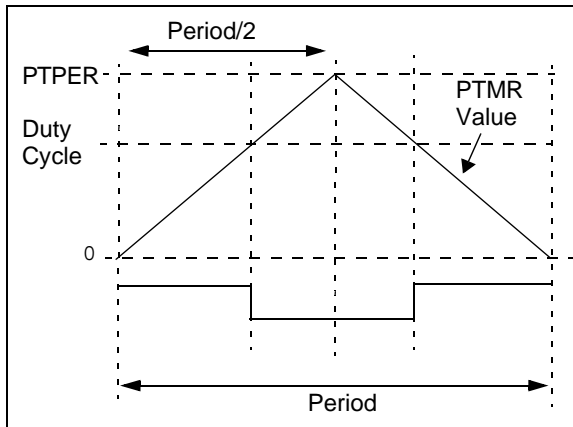 Period/2
PTPER
PTMR
Value
Duty
Cycle
0
Period